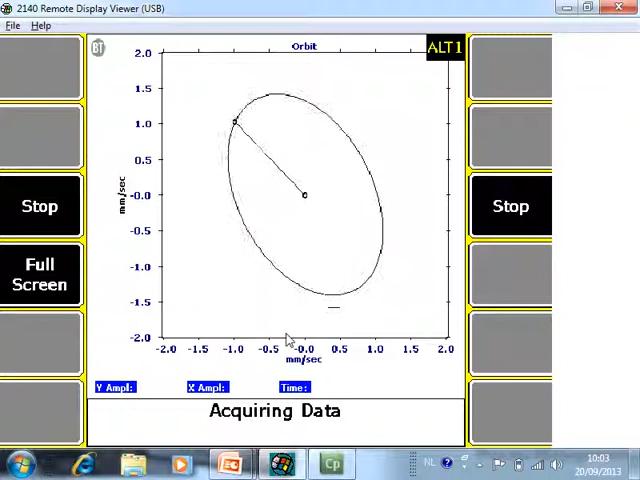 2140 Remote Display Viewer (USB)
File Help
BT
Orbit
ALT1
2.0
1.5
1.0
0.5
-0.0
-0.5
-1.0
-1.5
-2.0
mm/sec
-2.0 -1.5 -1.0 -0.5 -0.0 0.5 1.0 1.5 2.0
mm/sec
Stop
Full
Screen
Stop
Y Ampl: X Ampl: Time:
Acquiring Data
Cp
NL
10:03
20/09/2013